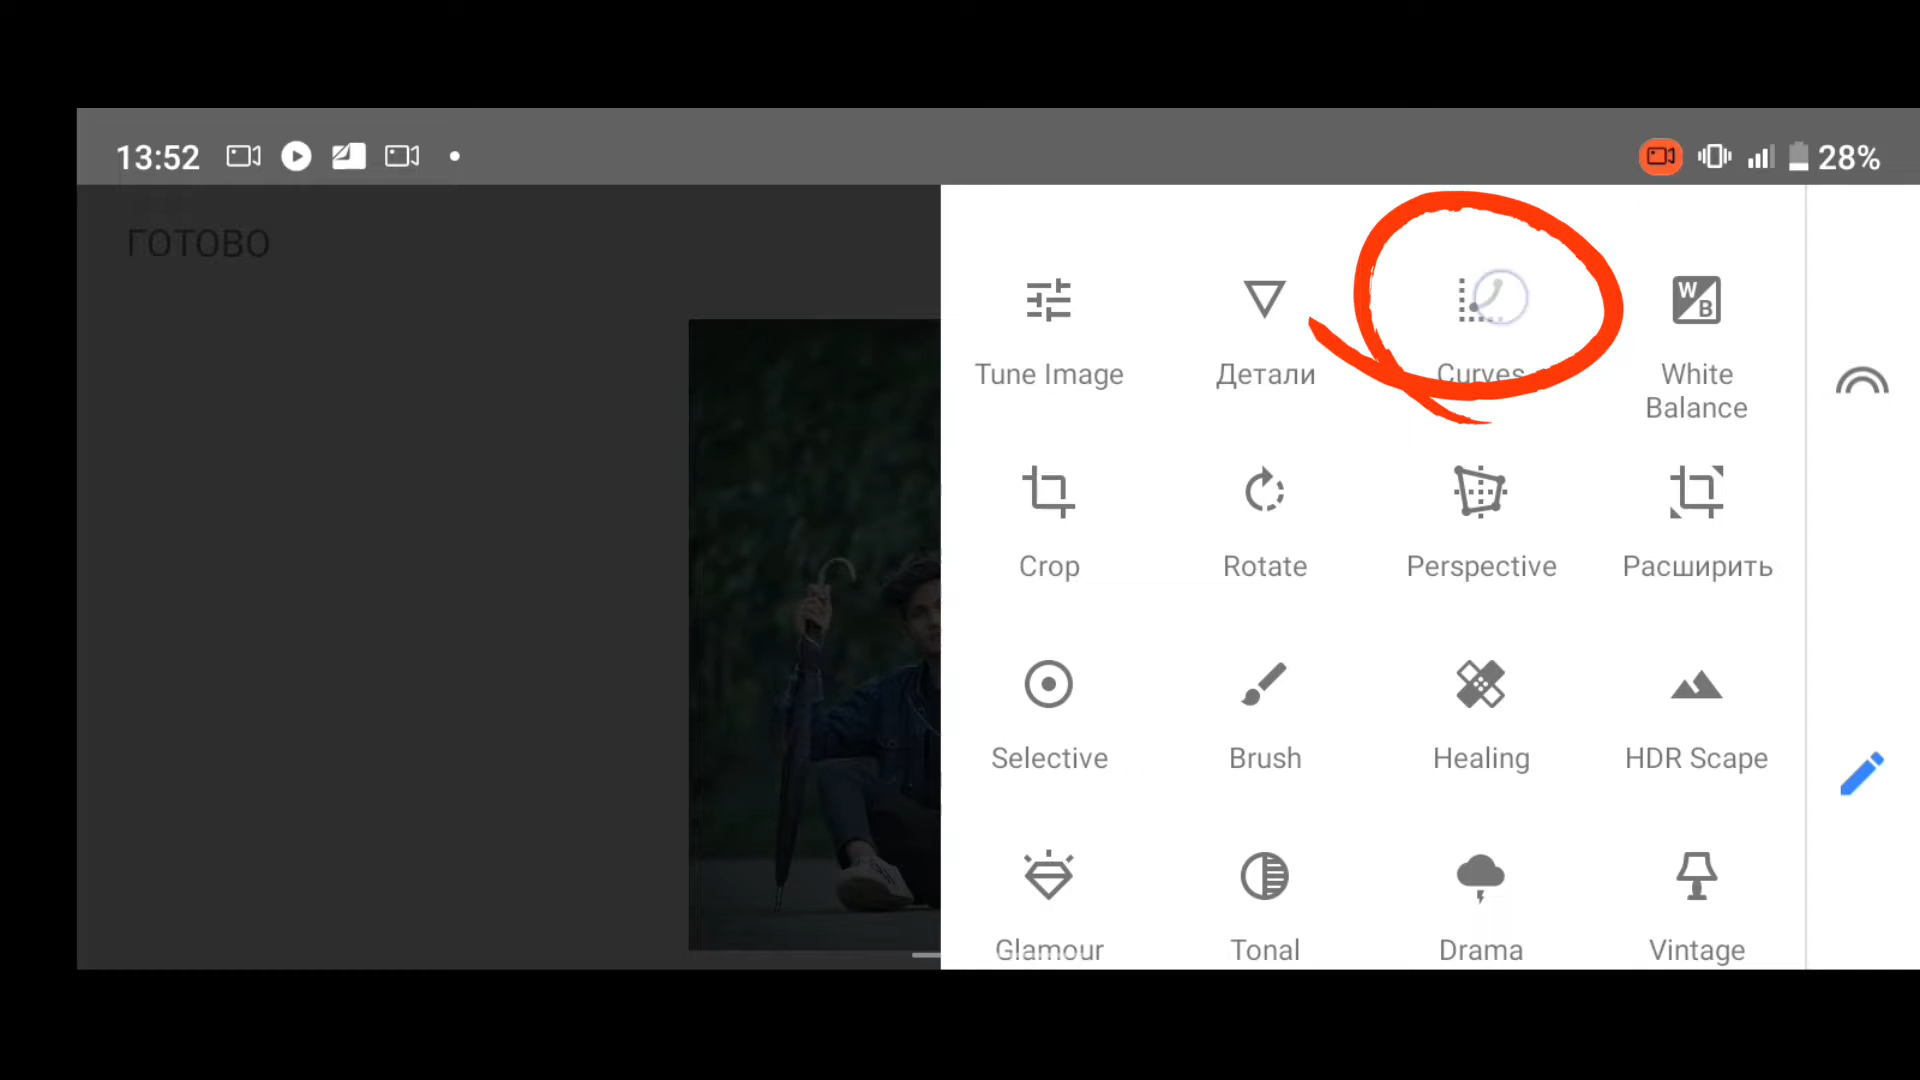 13:52
28%
ГОТОВО
Tune Image
Детали
Curves
White
Balance
Crop
Rotate
Perspective
Расширить
Selective
Brush
Healing
HDR Scape
Glamour
Tonal
Drama
Vintage